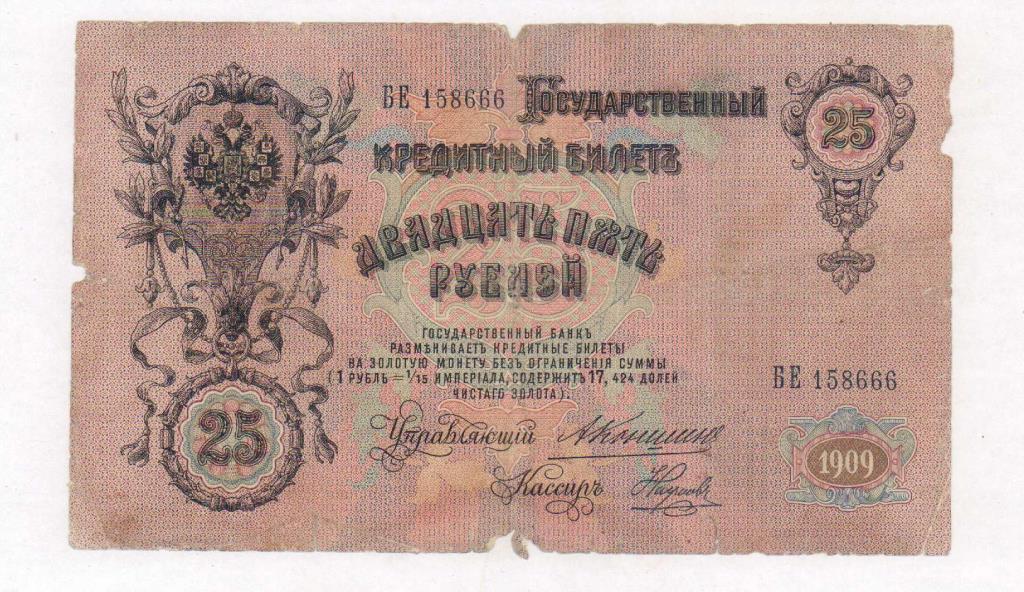 БЕ 158666 Государственный
25
кредитный билетъ
двадцать пять
рублей
Государственный банкъ
размѣниваетъ кредитные билеты
на золотую монету безъ ограниченія суммы
(1 рубль = 1/15 имперіала, содержитъ 17, 424 долей
чистаго золота).
БЕ 158666
25
Управляющій АКоншинъ
1909
Кассиръ